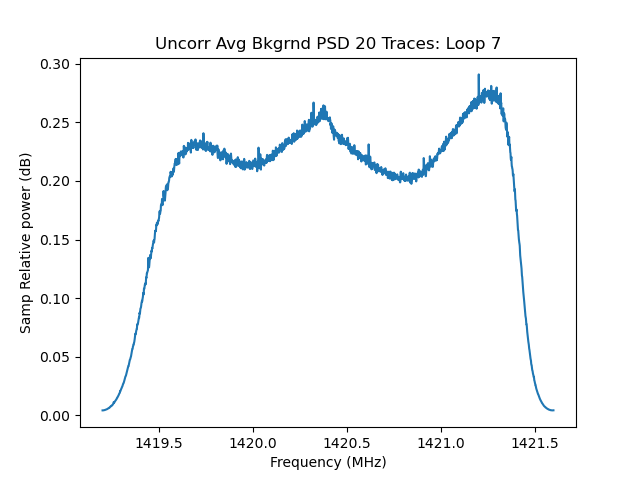 Uncorr Avg Bkgrnd PSD 20 Traces: Loop 7
0.30
0.25
0.20
0.15
0.10
0.05
0.00
Samp Relative power (dB)
1419.5 1420.0 1420.5 1421.0 1421.5
Frequency (MHz)